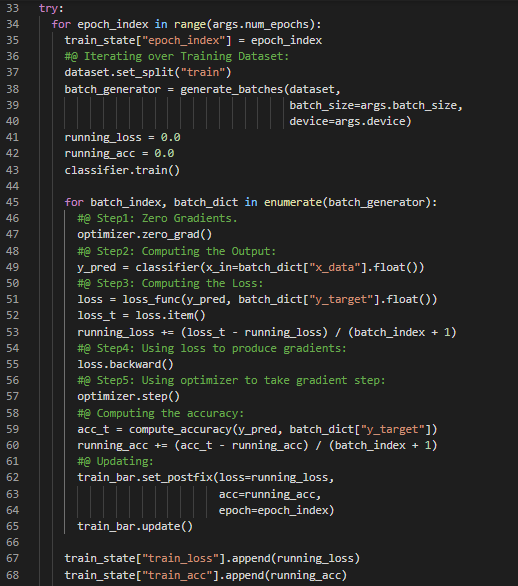 33 try:
34     for epoch_index in range(args.num_epochs):
35         train_state["epoch_index"] = epoch_index
36         #@ Iterating over Training Dataset:
37         dataset.set_split("train")
38         batch_generator = generate_batches(dataset,
39                                            batch_size=args.batch_size,
40                                            device=args.device)
41         running_loss = 0.0
42         running_acc = 0.0
43         classifier.train()
44
45         for batch_index, batch_dict in enumerate(batch_generator):
46             #@ Step1: Zero Gradients.
47             optimizer.zero_grad()
48             #@ Step2: Computing the Output:
49             y_pred = classifier(x_in=batch_dict["x_data"].float())
50             #@ Step3: Computing the Loss:
51             loss = loss_func(y_pred, batch_dict["y_target"].float())
52             loss_t = loss.item()
53             running_loss += (loss_t - running_loss) / (batch_index + 1)
54             #@ Step4: Using loss to produce gradients:
55             loss.backward()
56             #@ Step5: Using optimizer to take gradient step:
57             optimizer.step()
58             #@ Computing the accuracy:
59             acc_t = compute_accuracy(y_pred, batch_dict["y_target"])
60             running_acc += (acc_t - running_acc) / (batch_index + 1)
61             #@ Updating:
62             train_bar.set_postfix(loss=running_loss,
63                                   acc=running_acc,
64                                   epoch=epoch_index)
65             train_bar.update()
66
67         train_state["train_loss"].append(running_loss)
68         train_state["train_acc"].append(running_acc)